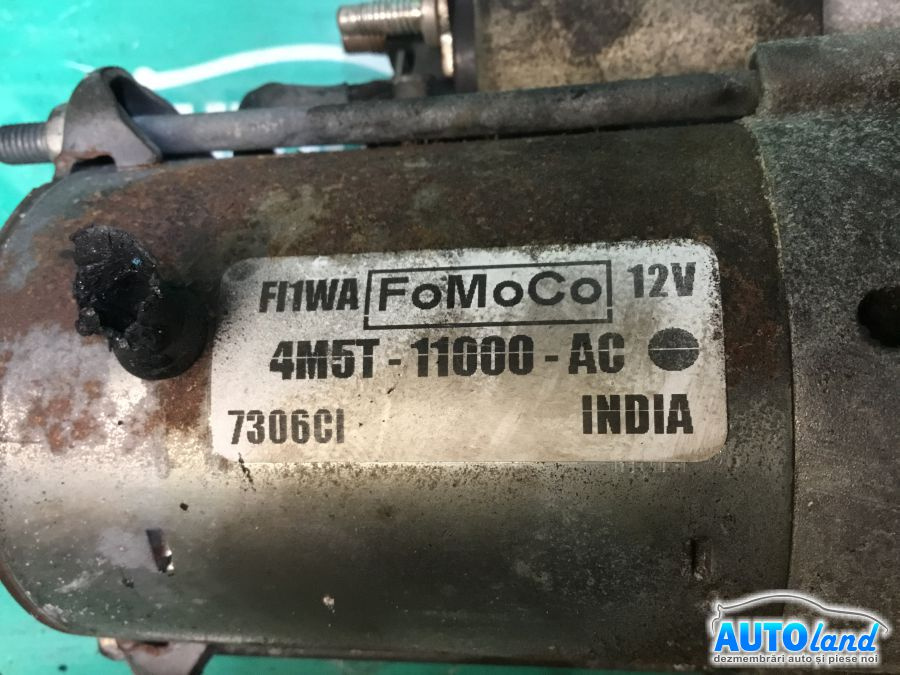 FI1WA FoMoCo 12V
4M5T - 11000 - AC
7306CI INDIA
AUTOland
dezmembrări auto și piese noi